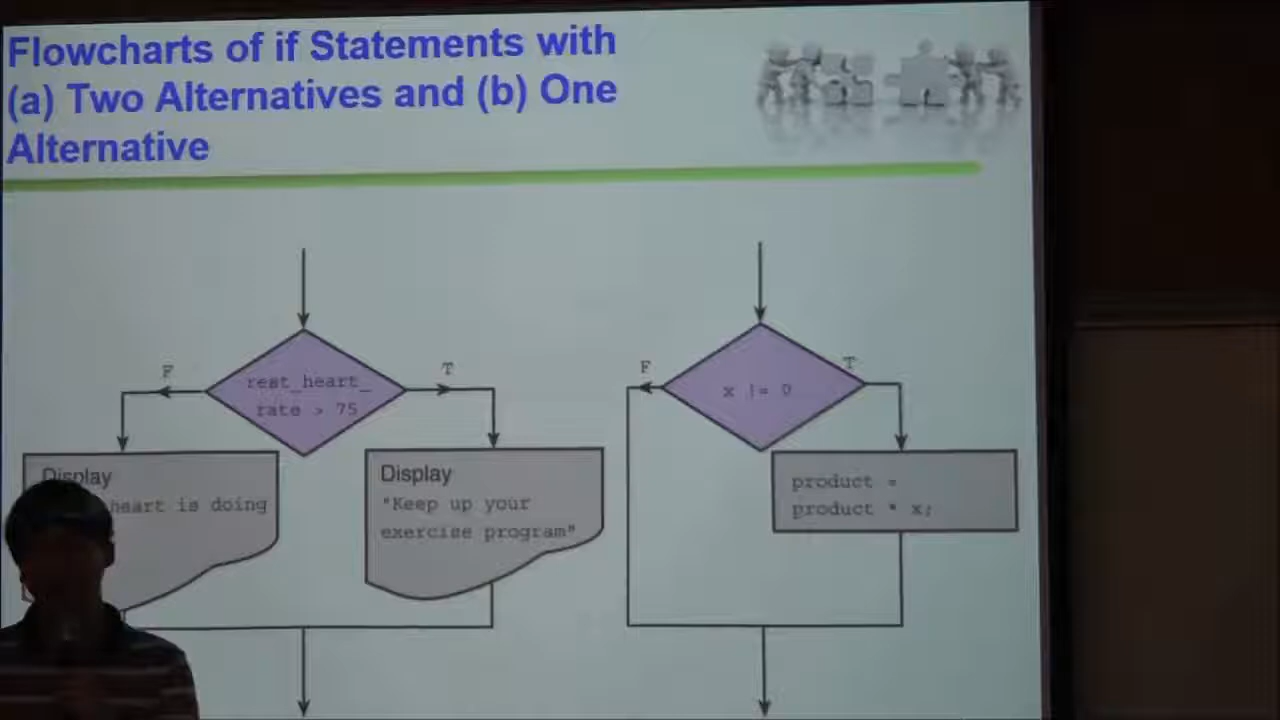 Flowcharts of if Statements with
(a) Two Alternatives and (b) One
Alternative
F
T
rest_heart_
rate > 75
Display
heart is doing
Display
"Keep up your
exercise program"
F
T
x != 0
product =
product * x;